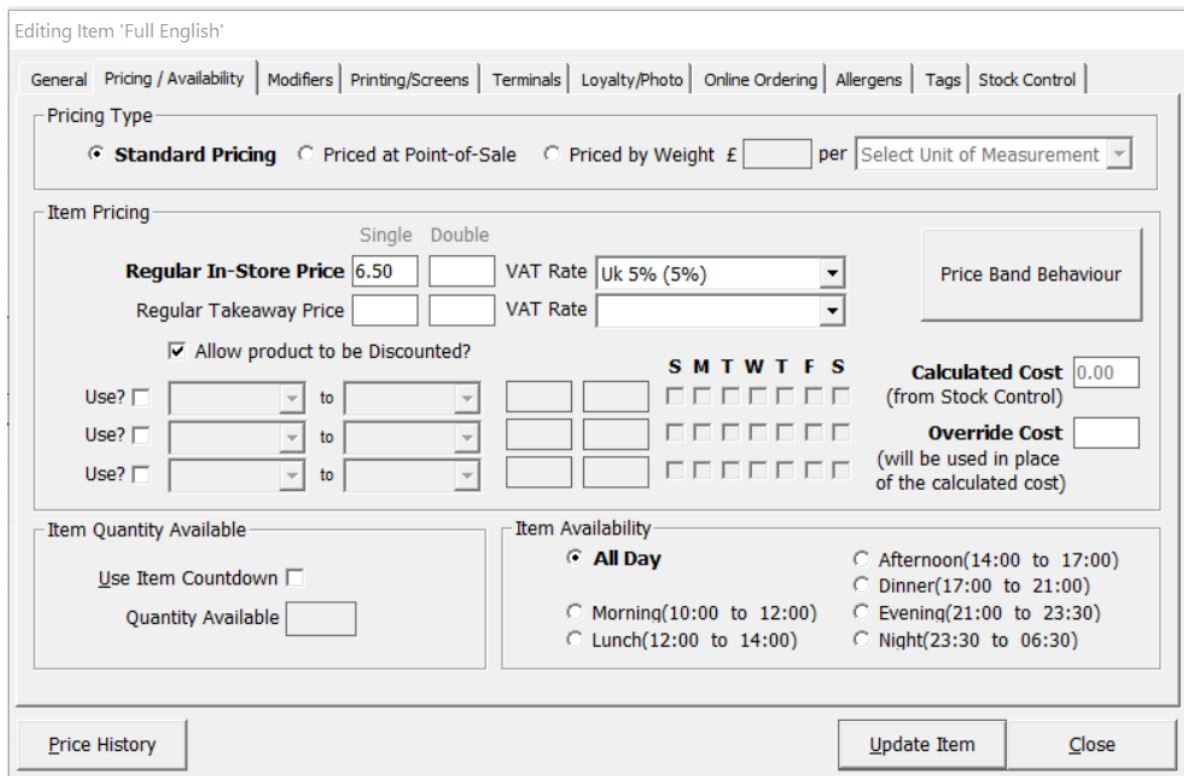 Editing Item 'Full English'
General Pricing / Availability Modifiers Printing/Screens Terminals Loyalty/Photo Online Ordering Allergens Tags Stock Control
Pricing Type
Standard Pricing Priced at Point-of-Sale Priced by Weight £ per Select Unit of Measurement
Item Pricing
Single Double
Regular In-Store Price 6.50 VAT Rate Uk 5% (5%)
Price Band Behaviour
Regular Takeaway Price VAT Rate
Allow product to be Discounted?
S M T W T F S
Use? to
Use? to
Use? to
Calculated Cost 0.00
(from Stock Control)
Override Cost
(will be used in place
of the calculated cost)
Item Quantity Available
Use Item Countdown
Quantity Available
Item Availability
All Day
Morning(10:00 to 12:00)
Lunch(12:00 to 14:00)
Afternoon(14:00 to 17:00)
Dinner(17:00 to 21:00)
Evening(21:00 to 23:30)
Night(23:30 to 06:30)
Price History Update Item Close